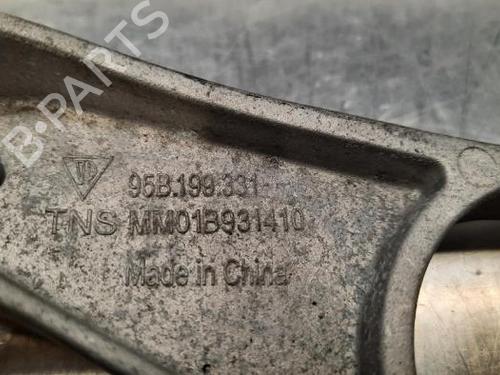 B-PARTS
95B.199.331
TNS MM01B931410
Made in China